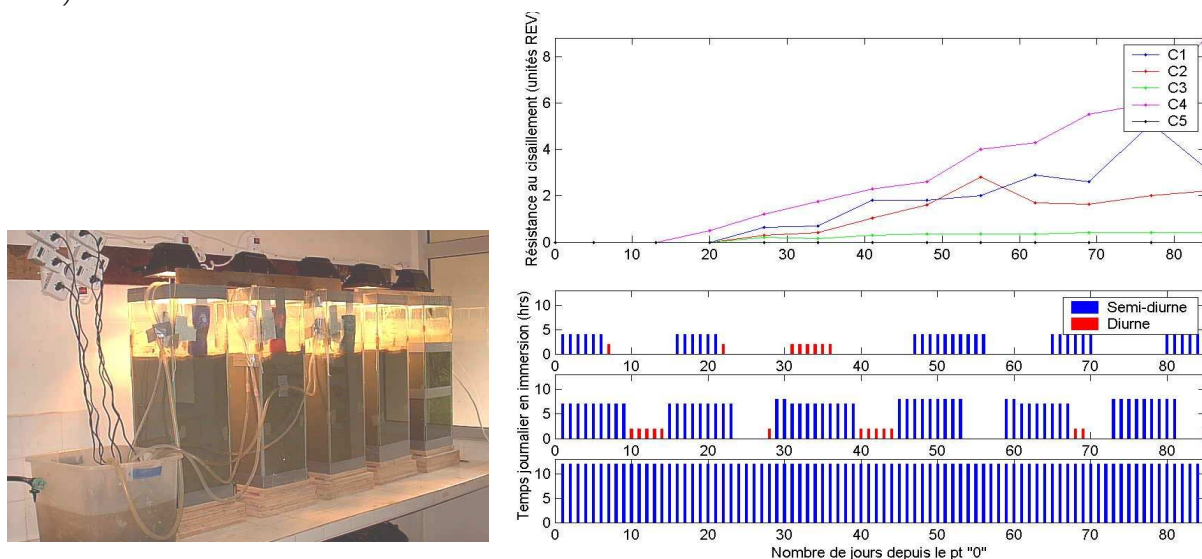 Résistance au cisaillement (unités REV)
8
6
4
2
0
0 10 20 30 40 50 60 70 80
C1
C2
C3
C4
C5
Temps journalier en immersion (hrs)
10
5
0
Semi-diurne
Diurne
0 10 20 30 40 50 60 70 80
10
5
0
0 10 20 30 40 50 60 70 80
10
5
0
0 10 20 30 40 50 60 70 80
Nombre de jours depuis le pt "0"